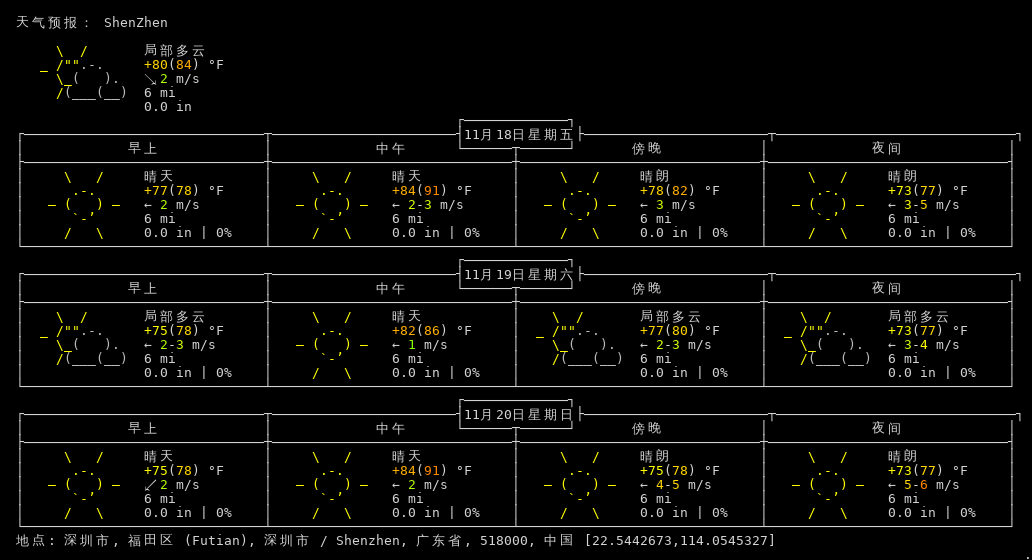 天气预报： ShenZhen
局部多云
+80(84) °F
↘ 2 m/s
6 mi
0.0 in
11月18日星期五
早上 中午 傍晚 夜间
晴天 晴天 晴朗 晴朗
+77(78) °F +84(91) °F +78(82) °F +73(77) °F
← 2 m/s ← 2-3 m/s ← 3 m/s ← 3-5 m/s
6 mi 6 mi 6 mi 6 mi
0.0 in | 0% 0.0 in | 0% 0.0 in | 0% 0.0 in | 0%
11月19日星期六
早上 中午 傍晚 夜间
局部多云 晴天 局部多云 局部多云
+75(78) °F +82(86) °F +77(80) °F +73(77) °F
← 2-3 m/s ← 1 m/s ← 2-3 m/s ← 3-4 m/s
6 mi 6 mi 6 mi 6 mi
0.0 in | 0% 0.0 in | 0% 0.0 in | 0% 0.0 in | 0%
11月20日星期日
早上 中午 傍晚 夜间
晴天 晴天 晴朗 晴朗
+75(78) °F +84(91) °F +75(78) °F +73(77) °F
↙ 2 m/s ← 2 m/s ← 4-5 m/s ← 5-6 m/s
6 mi 6 mi 6 mi 6 mi
0.0 in | 0% 0.0 in | 0% 0.0 in | 0% 0.0 in | 0%
地点: 深圳市, 福田区 (Futian), 深圳市 / Shenzhen, 广东省, 518000, 中国 [22.5442673,114.0545327]